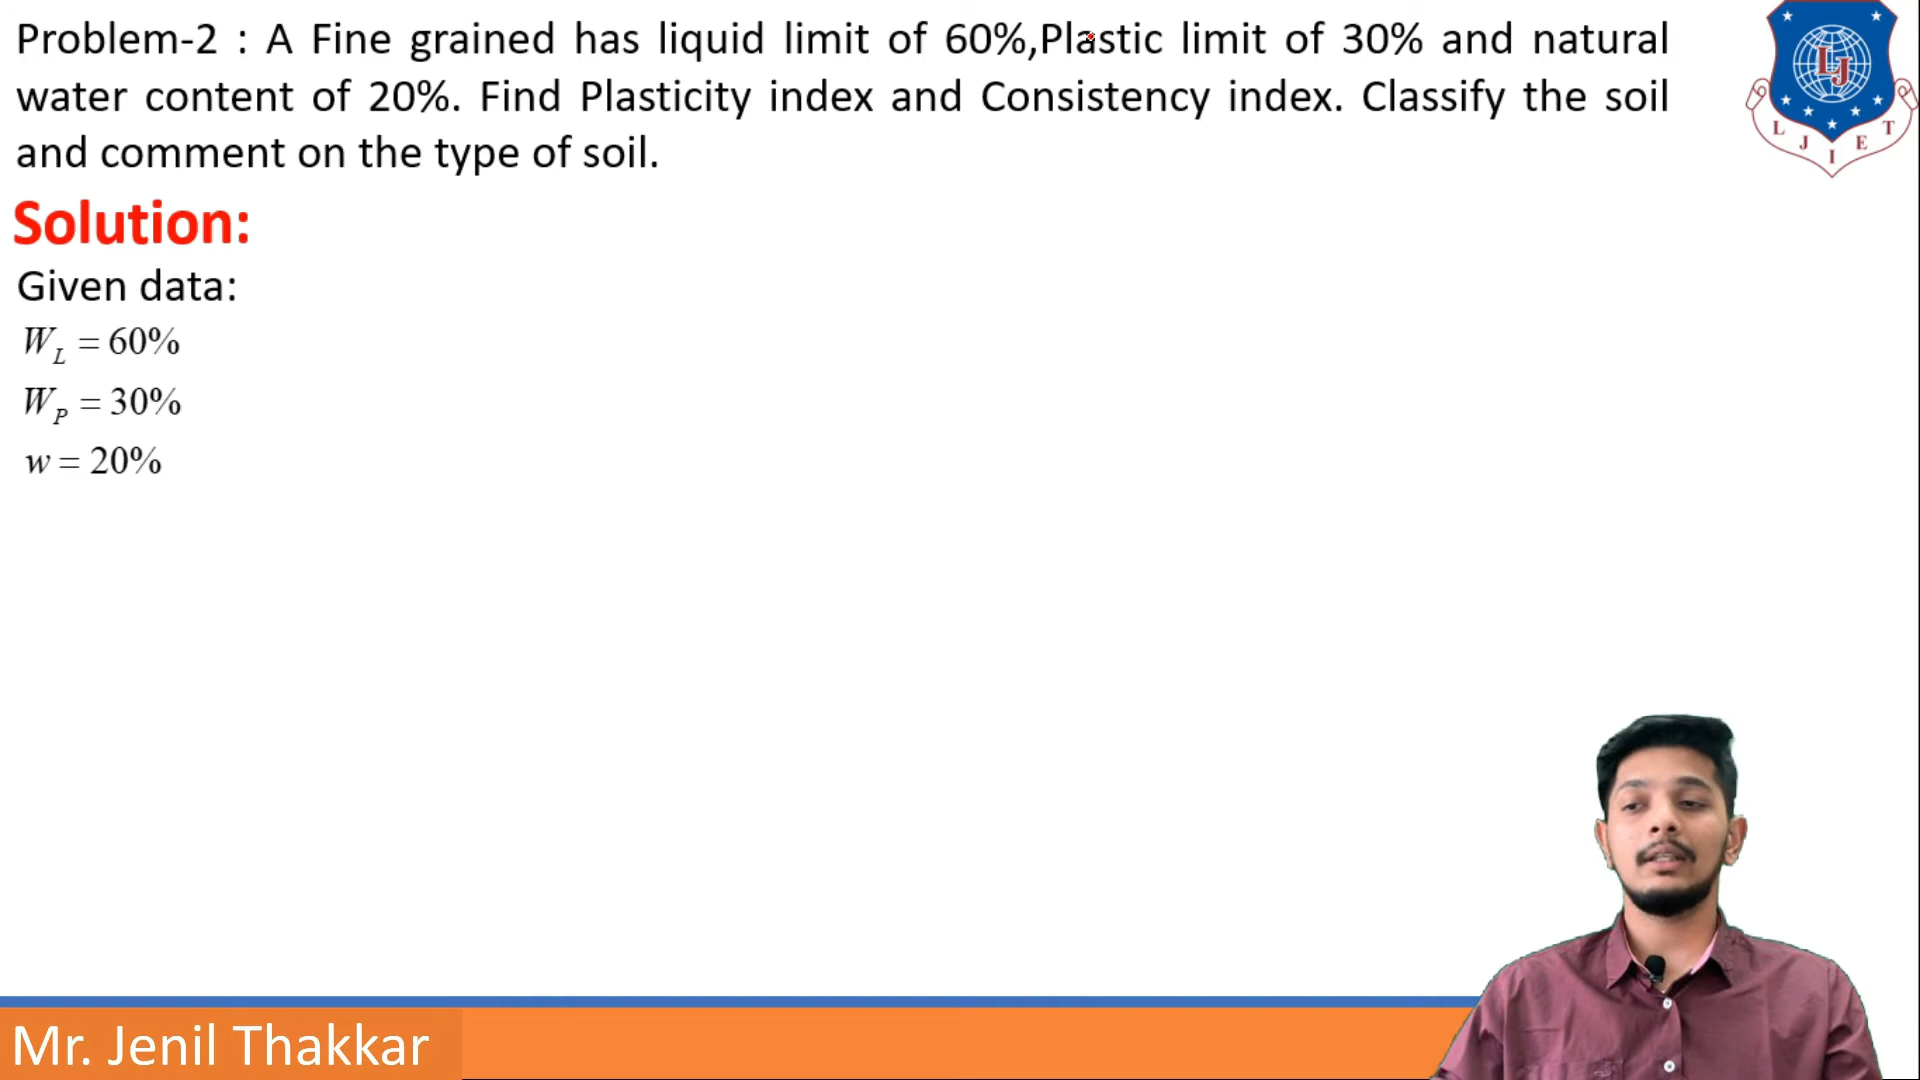 Problem-2 : A Fine grained has liquid limit of 60%,Plastic limit of 30% and natural
water content of 20%. Find Plasticity index and Consistency index. Classify the soil
and comment on the type of soil.
Solution:
Given data:
W_L = 60%
W_P = 30%
w = 20%
LJ
L J I E T
Mr. Jenil Thakkar